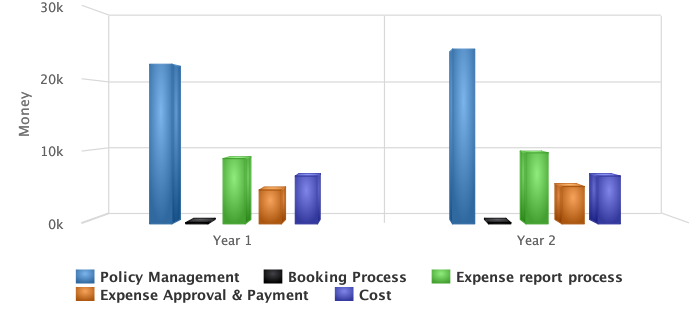 30k
20k
10k
0k
Money
Year 1
Year 2
Policy Management
Booking Process
Expense report process
Expense Approval & Payment
Cost